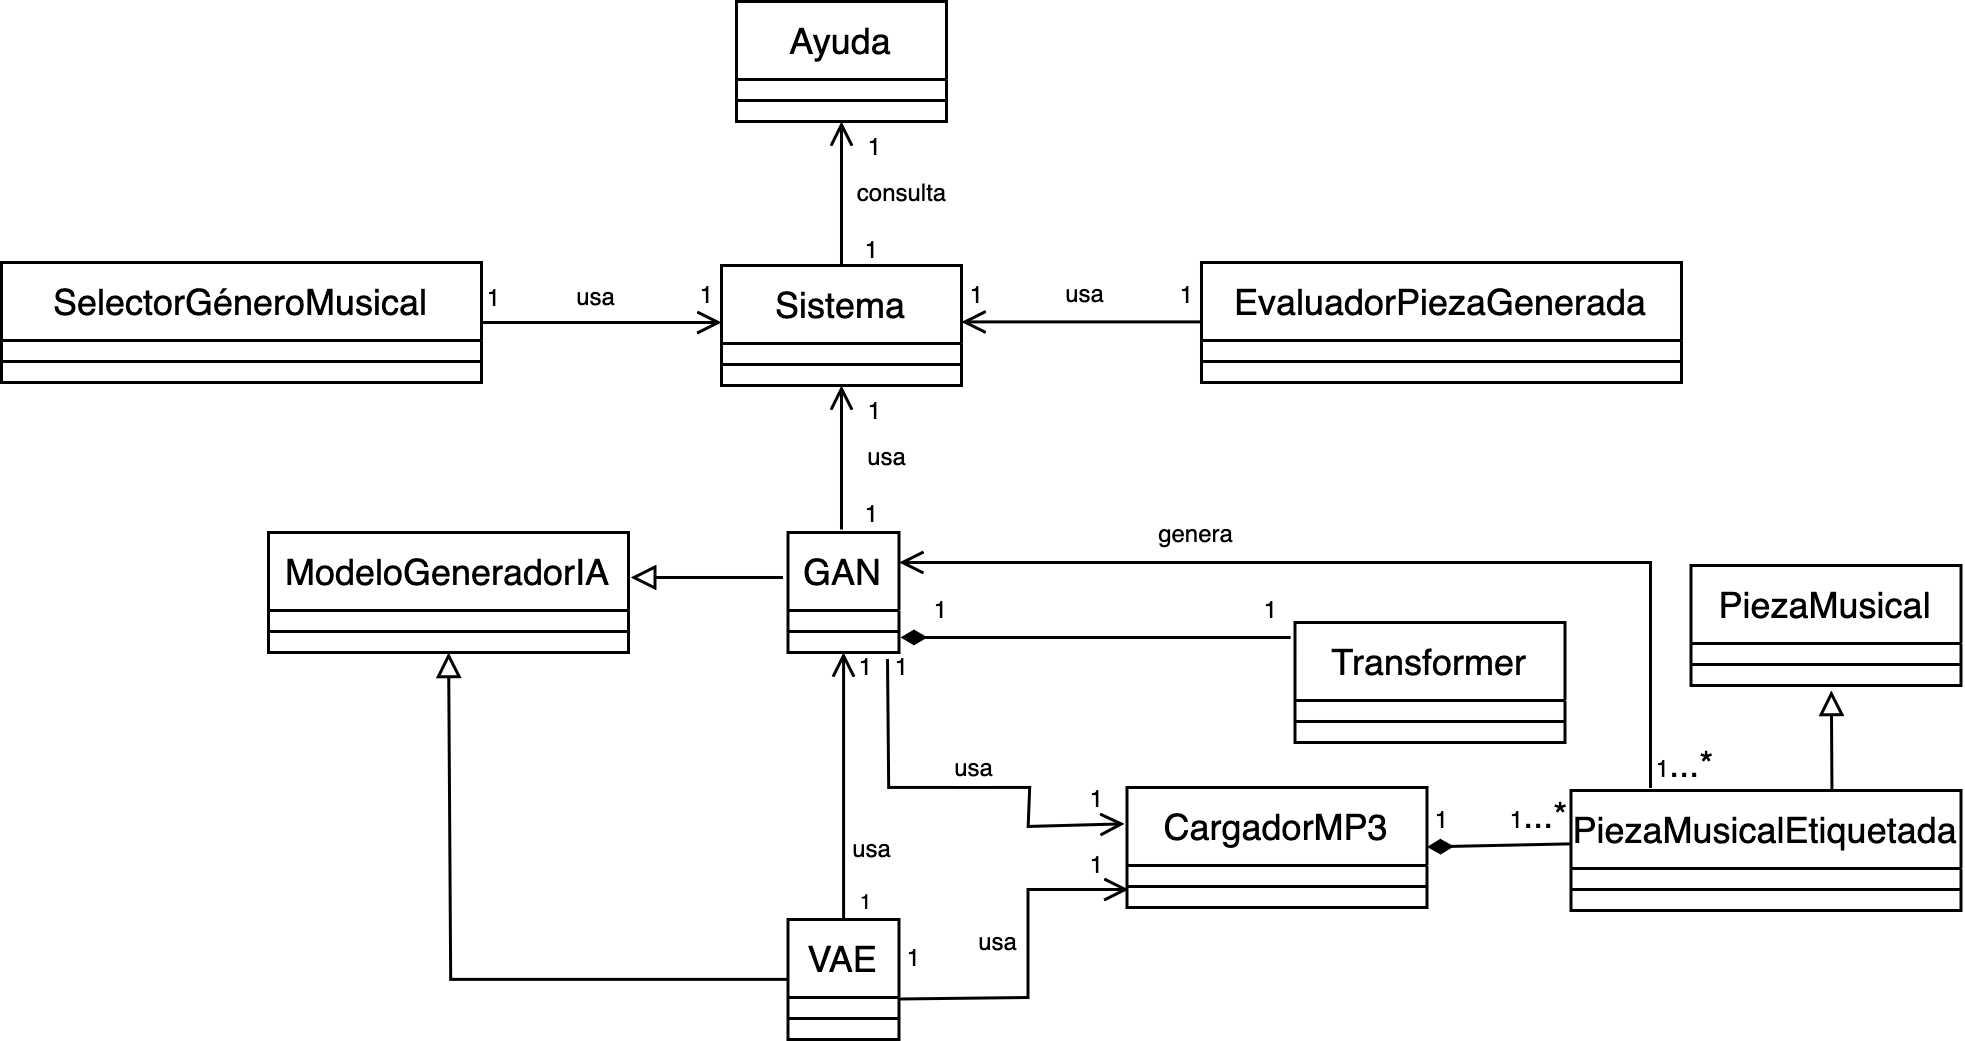 Ayuda
1
consulta
1
SelectorGéneroMusical
1
usa
1
Sistema
1
usa
1
EvaluadorPiezaGenerada
1
usa
1
ModeloGeneradorIA
GAN
genera
PiezaMusical
1
1
Transformer
1
1
usa
1
1...*
CargadorMP3
1
1...*
PiezaMusicalEtiquetada
usa
1
1
VAE
1
usa